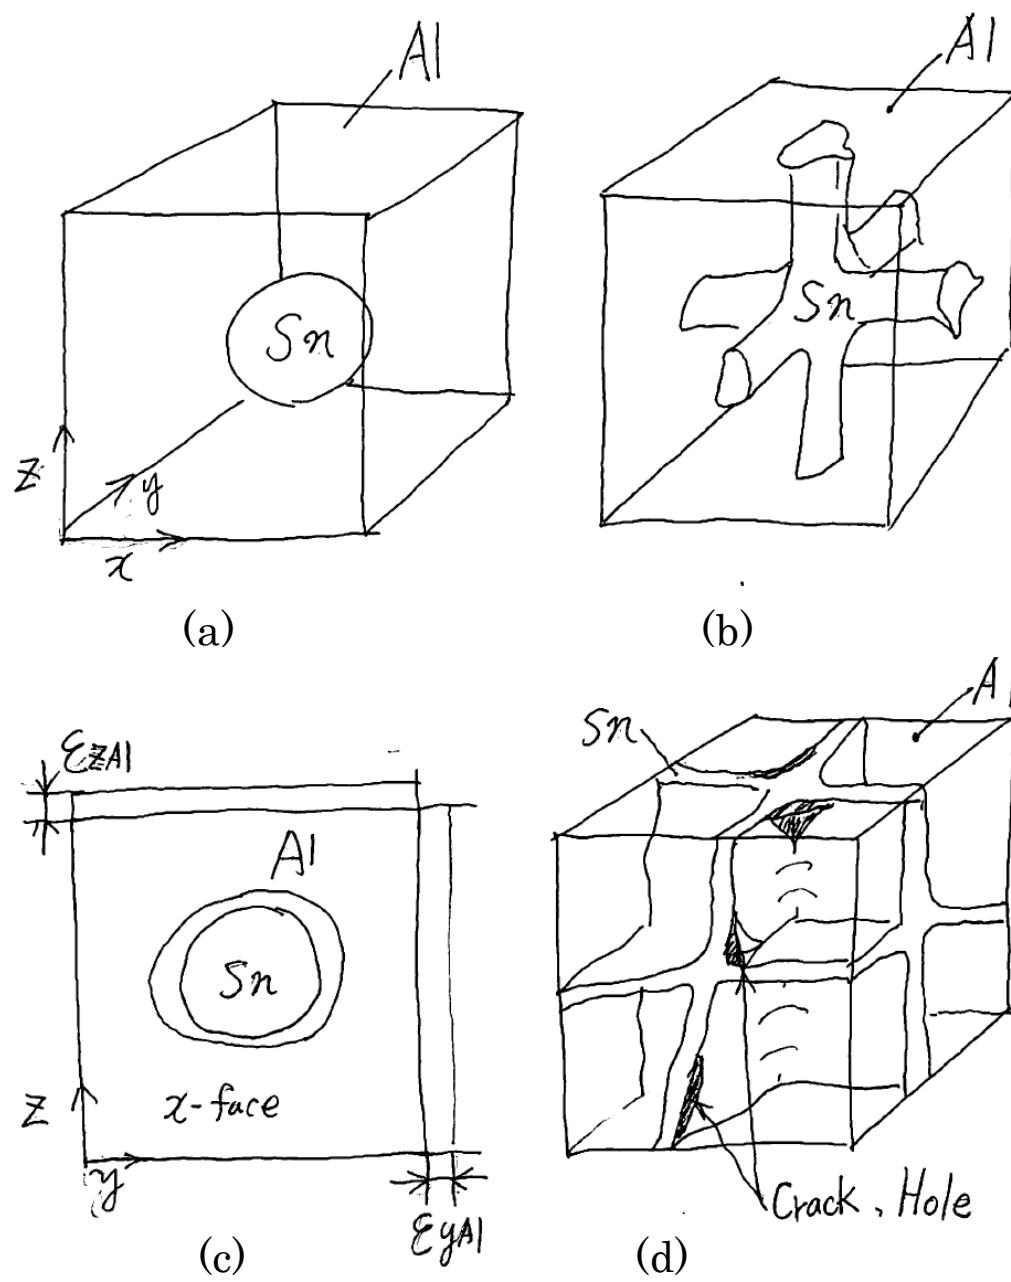 Al
Al
Sn
Sn
z
y
x
(a)
(b)
Al
Sn
εzAl
Al
Sn
x-face
z
y
Crack, Hole
εyAl
(c)
(d)